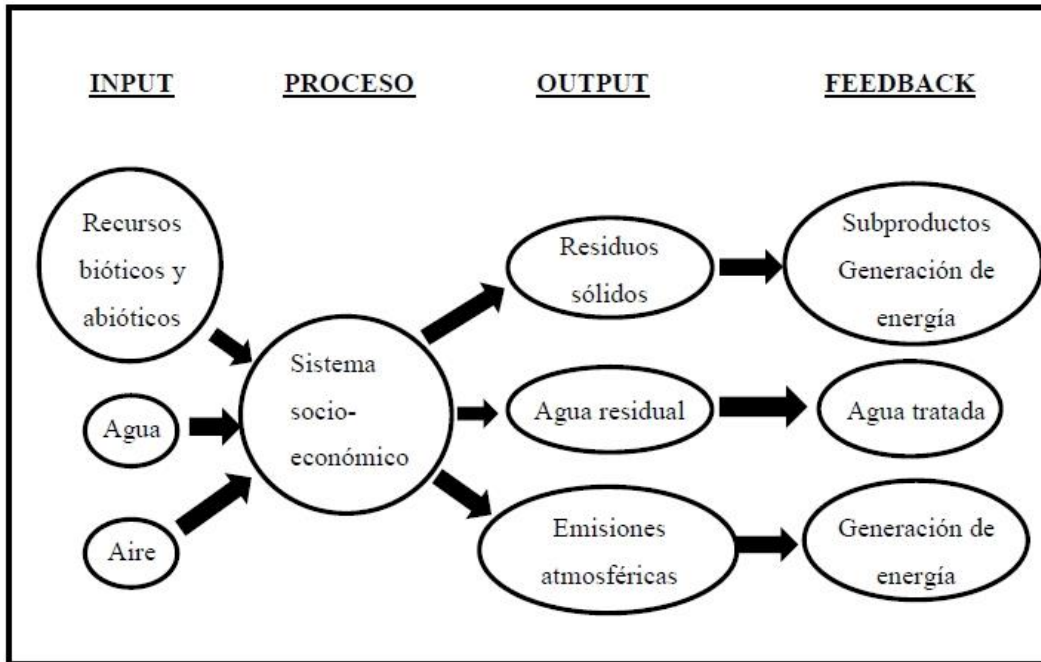 INPUT
PROCESO
OUTPUT
FEEDBACK
Recursos
bióticos y
abióticos
Agua
Aire
Sistema
socio-
económico
Residuos
sólidos
Agua residual
Emisiones
atmosféricas
Subproductos
Generación de
energía
Agua tratada
Generación de
energía